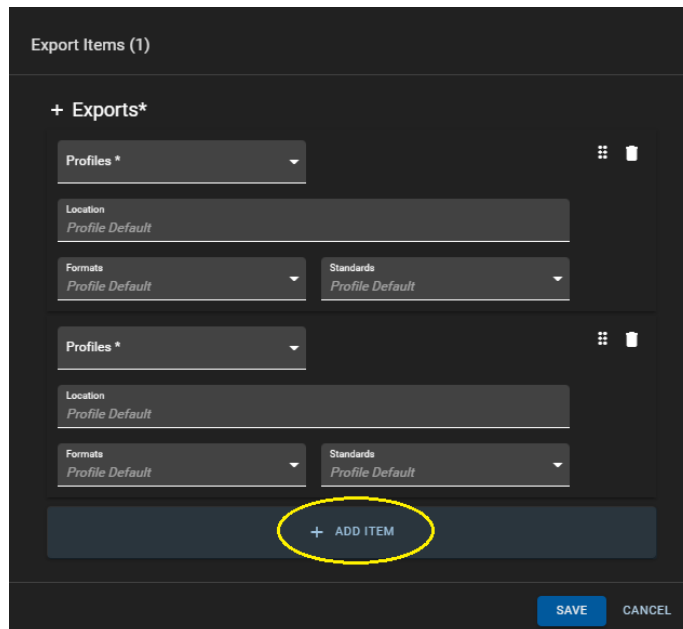 Export Items (1)
+ Exports*
Profiles *
Location
Profile Default
Formats
Profile Default
Standards
Profile Default
Profiles *
Location
Profile Default
Formats
Profile Default
Standards
Profile Default
+ ADD ITEM
SAVE CANCEL